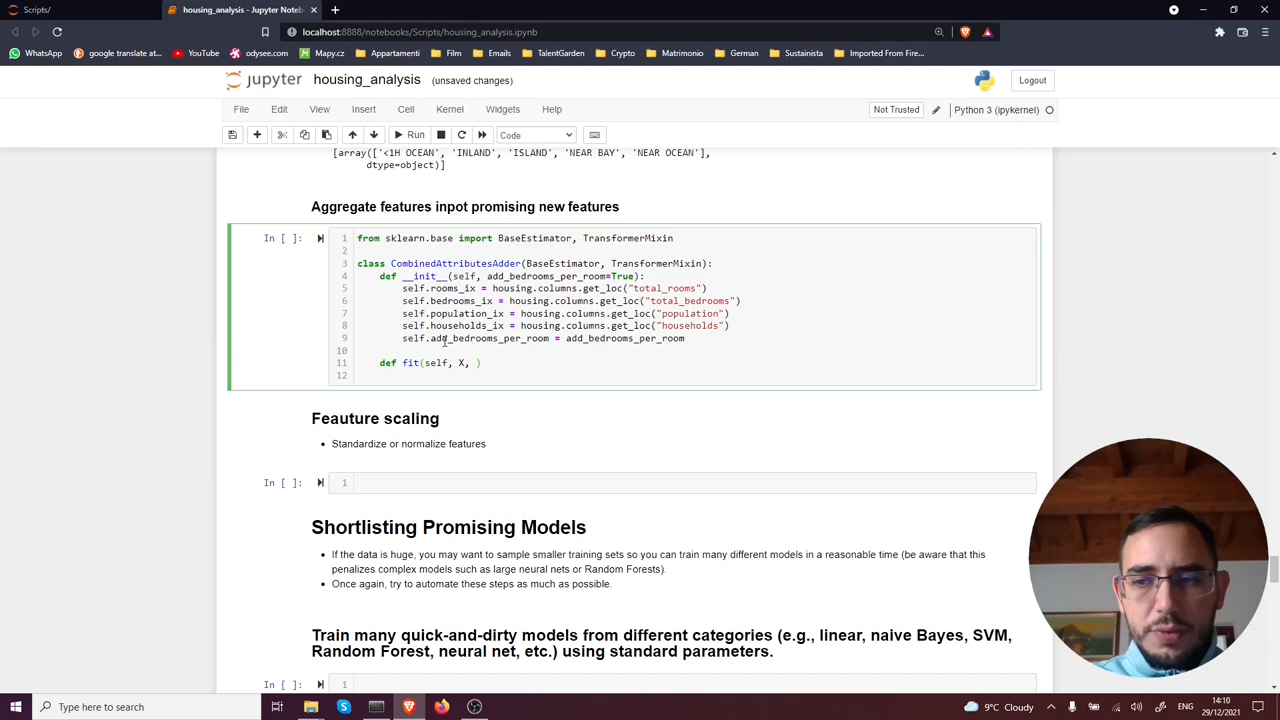 Scripts/
housing_analysis - Jupyter Noteb
localhost:8888/notebooks/Scripts/housing_analysis.ipynb
WhatsApp
google translate at...
YouTube
odysee.com
Mapy.cz
Appartamenti
Film
Emails
TalentGarden
Crypto
Matrimonio
German
Sustainista
Imported From Fire...
jupyter
housing_analysis
(unsaved changes)
Logout
File Edit View Insert Cell Kernel Widgets Help
Not Trusted
Python 3 (ipykernel)
Run
Code
[array(['<1H OCEAN', 'INLAND', 'ISLAND', 'NEAR BAY', 'NEAR OCEAN'],
dtype=object)]
Aggregate features inpot promising new features
In [ ]:
1 from sklearn.base import BaseEstimator, TransformerMixin
2
3 class CombinedAttributesAdder(BaseEstimator, TransformerMixin):
4 def __init__(self, add_bedrooms_per_room=True):
5 self.rooms_ix = housing.columns.get_loc("total_rooms")
6 self.bedrooms_ix = housing.columns.get_loc("total_bedrooms")
7 self.population_ix = housing.columns.get_loc("population")
8 self.households_ix = housing.columns.get_loc("households")
9 self.add_bedrooms_per_room = add_bedrooms_per_room
10
11 def fit(self, X, )
12
Feauture scaling
• Standardize or normalize features
In [ ]:
1
Shortlisting Promising Models
• If the data is huge, you may want to sample smaller training sets so you can train many different models in a reasonable time (be aware that this
penalizes complex models such as large neural nets or Random Forests).
• Once again, try to automate these steps as much as possible.
Train many quick-and-dirty models from different categories (e.g., linear, naive Bayes, SVM,
Random Forest, neural net, etc.) using standard parameters.
In [ ]:
1
Type here to search
9°C Cloudy
ENG
14:10
29/12/2021